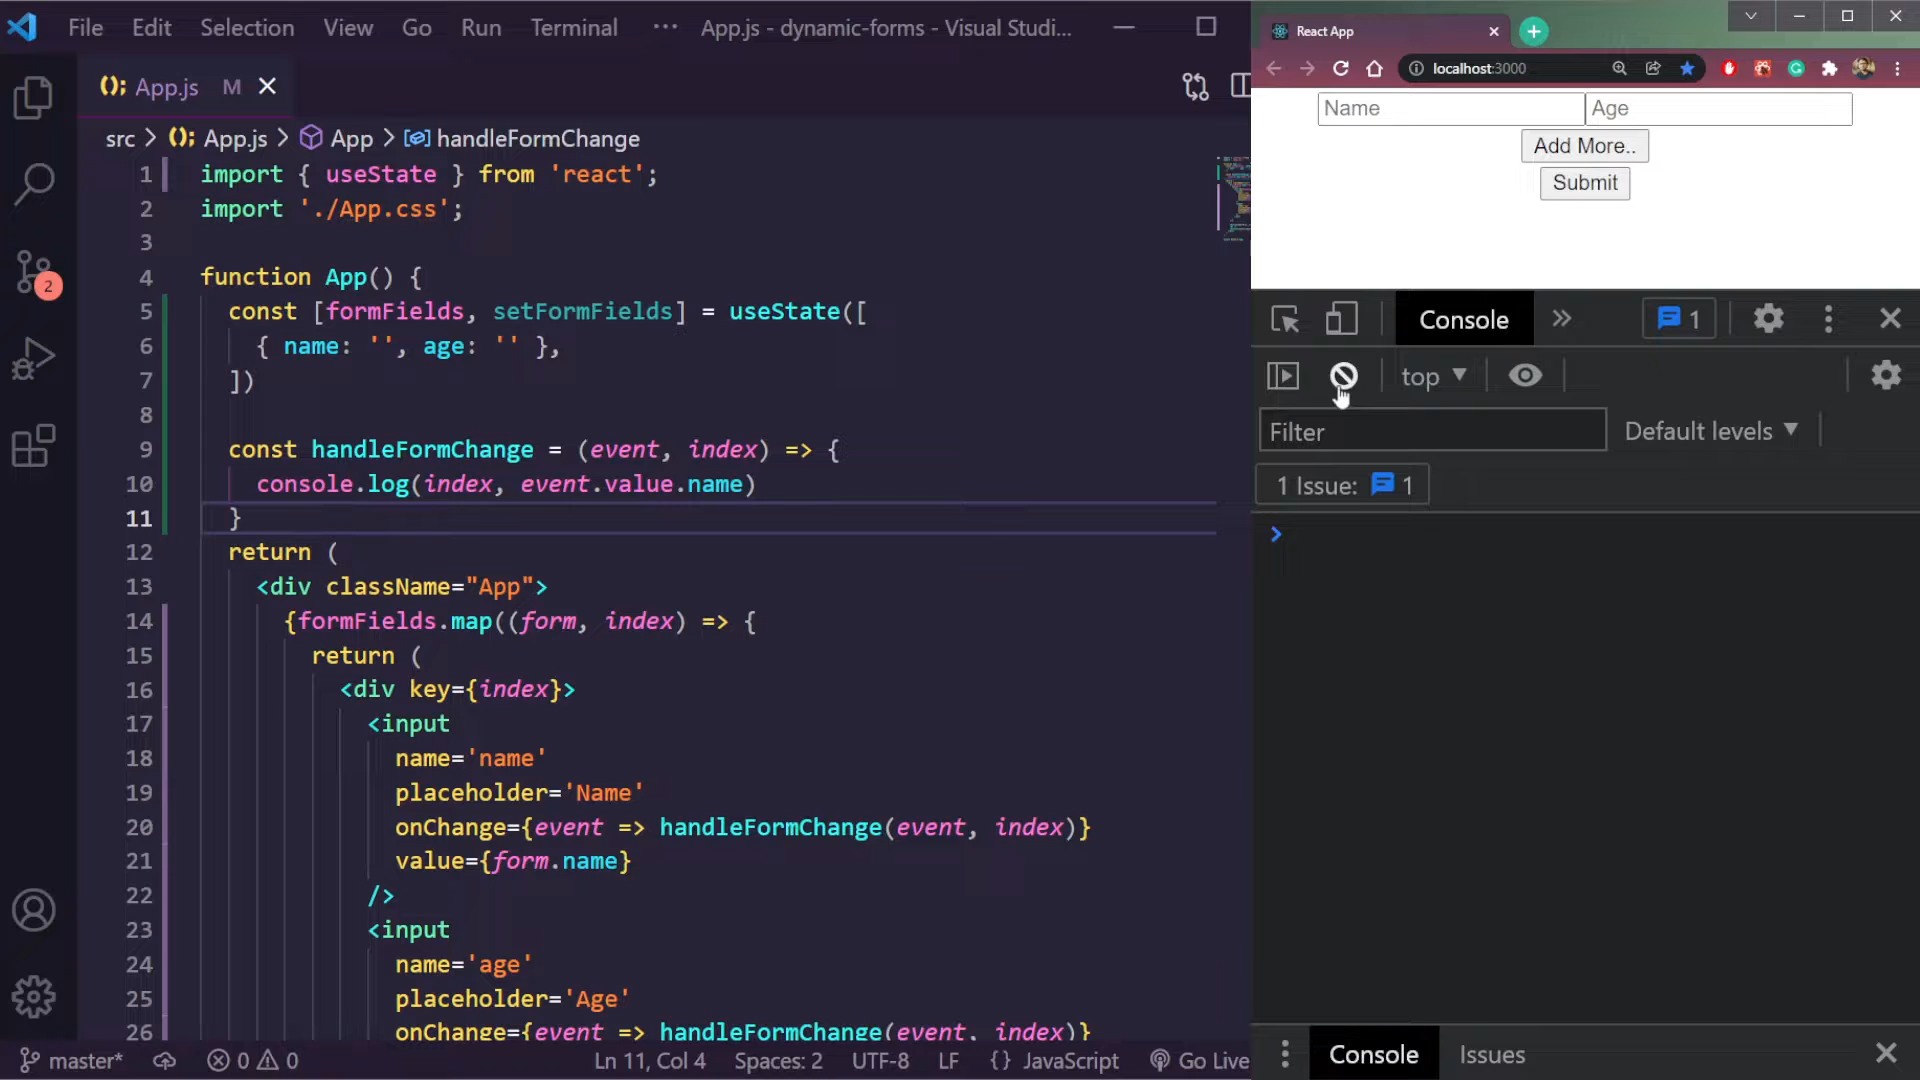 File Edit Selection View Go Run Terminal ··· App.js - dynamic-forms - Visual Studi...
App.js M
src > App.js > App > handleFormChange
1 import { useState } from 'react';
2 import './App.css';
3
4 function App() {
5 const [formFields, setFormFields] = useState([
6 { name: '', age: '' },
7 ])
8
9 const handleFormChange = (event, index) => {
10 console.log(index, event.value.name)
11 }
12 return (
13 <div className="App">
14 {formFields.map((form, index) => {
15 return (
16 <div key={index}>
17 <input
18 name='name'
19 placeholder='Name'
20 onChange={event => handleFormChange(event, index)}
21 value={form.name}
22 />
23 <input
24 name='age'
25 placeholder='Age'
26 onChange={event => handleFormChange(event, index)}
2
master* 0 0 Ln 11, Col 4 Spaces: 2 UTF-8 LF {} JavaScript Go Live
React App
localhost:3000
Name Age
Add More..
Submit
Console 1
top
Filter Default levels
1 Issue: 1
Console Issues